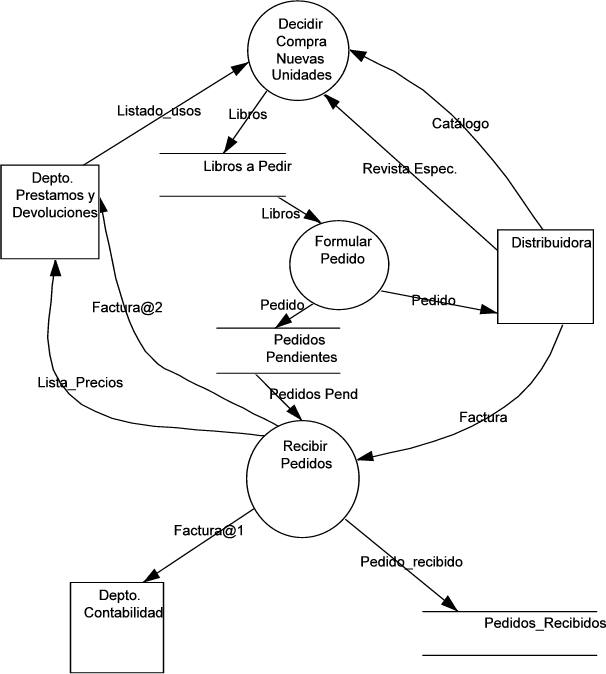 Decidir
Compra
Nuevas
Unidades
Listado_usos
Libros
Catálogo
Libros a Pedir
Revista Espec.
Depto.
Prestamos y
Devoluciones
Libros
Formular
Pedido
Distribuidora
Factura@2
Pedido
Pedido
Pedidos
Pendientes
Lista_Precios
Pedidos Pend
Factura
Recibir
Pedidos
Factura@1
Pedido_recibido
Depto.
Contabilidad
Pedidos_Recibidos